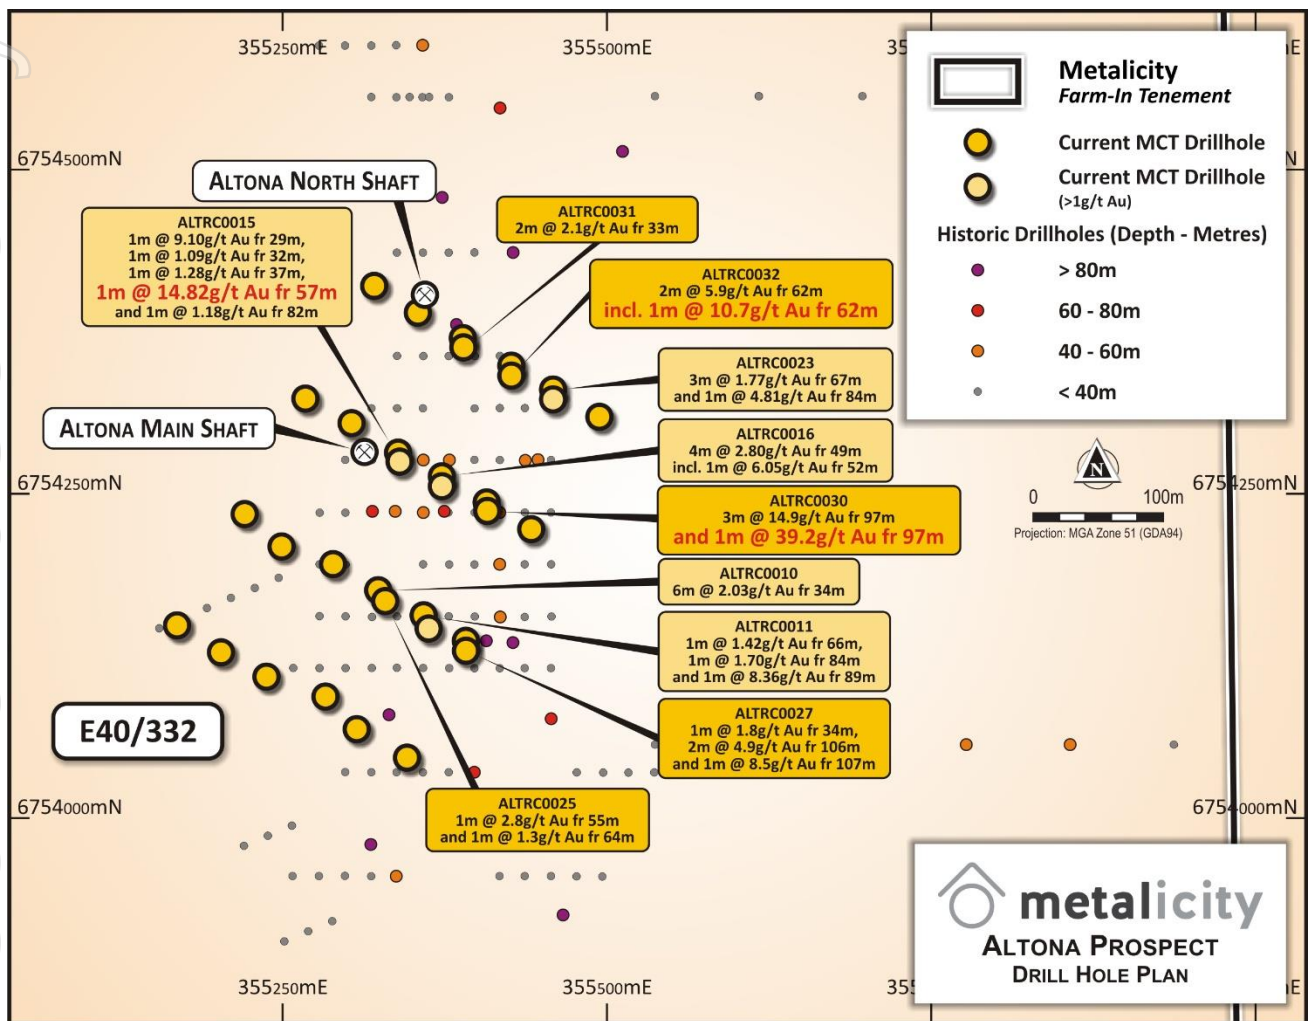 355250mE
355500mE
mE
Metalicity
Farm-In Tenement
Current MCT Drillhole
Current MCT Drillhole
(>1g/t Au)
Historic Drillholes (Depth - Metres)
> 80m
60 - 80m
40 - 60m
< 40m
6754500mN
ALTONA NORTH SHAFT
ALTRC0015
1m @ 9.10g/t Au fr 29m,
1m @ 1.09g/t Au fr 32m,
1m @ 1.28g/t Au fr 37m,
1m @ 14.82g/t Au fr 57m
and 1m @ 1.18g/t Au fr 82m
ALTRC0031
2m @ 2.1g/t Au fr 33m
ALTRC0032
2m @ 5.9g/t Au fr 62m
incl. 1m @ 10.7g/t Au fr 62m
ALTRC0023
3m @ 1.77g/t Au fr 67m
and 1m @ 4.81g/t Au fr 84m
ALTONA MAIN SHAFT
ALTRC0016
4m @ 2.80g/t Au fr 49m
incl. 1m @ 6.05g/t Au fr 52m
N
0 100m
Projection: MGA Zone 51 (GDA94)
6754250mN
6754250mN
ALTRC0030
3m @ 14.9g/t Au fr 97m
and 1m @ 39.2g/t Au fr 97m
ALTRC0010
6m @ 2.03g/t Au fr 34m
ALTRC0011
1m @ 1.42g/t Au fr 66m,
1m @ 1.70g/t Au fr 84m
and 1m @ 8.36g/t Au fr 89m
E40/332
ALTRC0027
1m @ 1.8g/t Au fr 34m,
2m @ 4.9g/t Au fr 106m
and 1m @ 8.5g/t Au fr 107m
6754000mN
6754000mN
ALTRC0025
1m @ 2.8g/t Au fr 55m
and 1m @ 1.3g/t Au fr 64m
metalicity
ALTONA PROSPECT
DRILL HOLE PLAN
355250mE
355500mE
mE